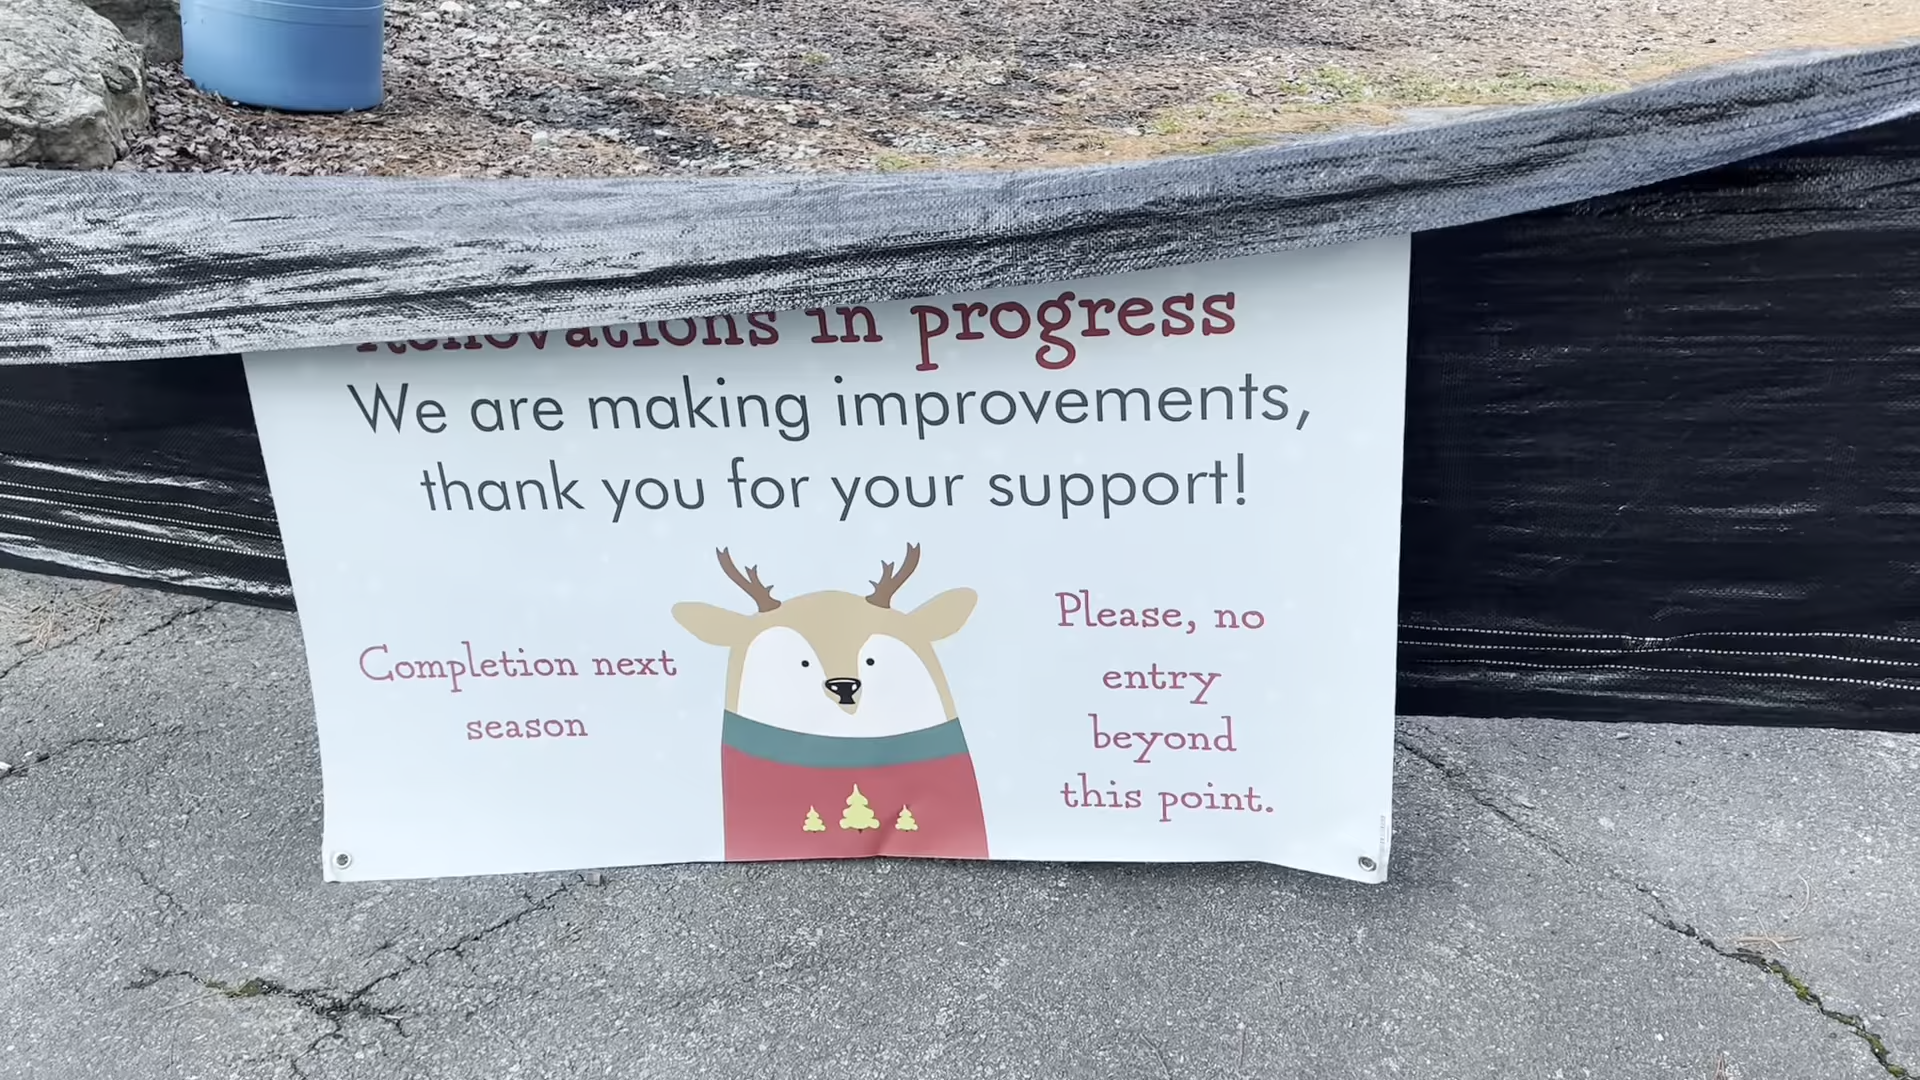 Renovations in progress
We are making improvements,
thank you for your support!
Completion next
season
Please, no
entry
beyond
this point.